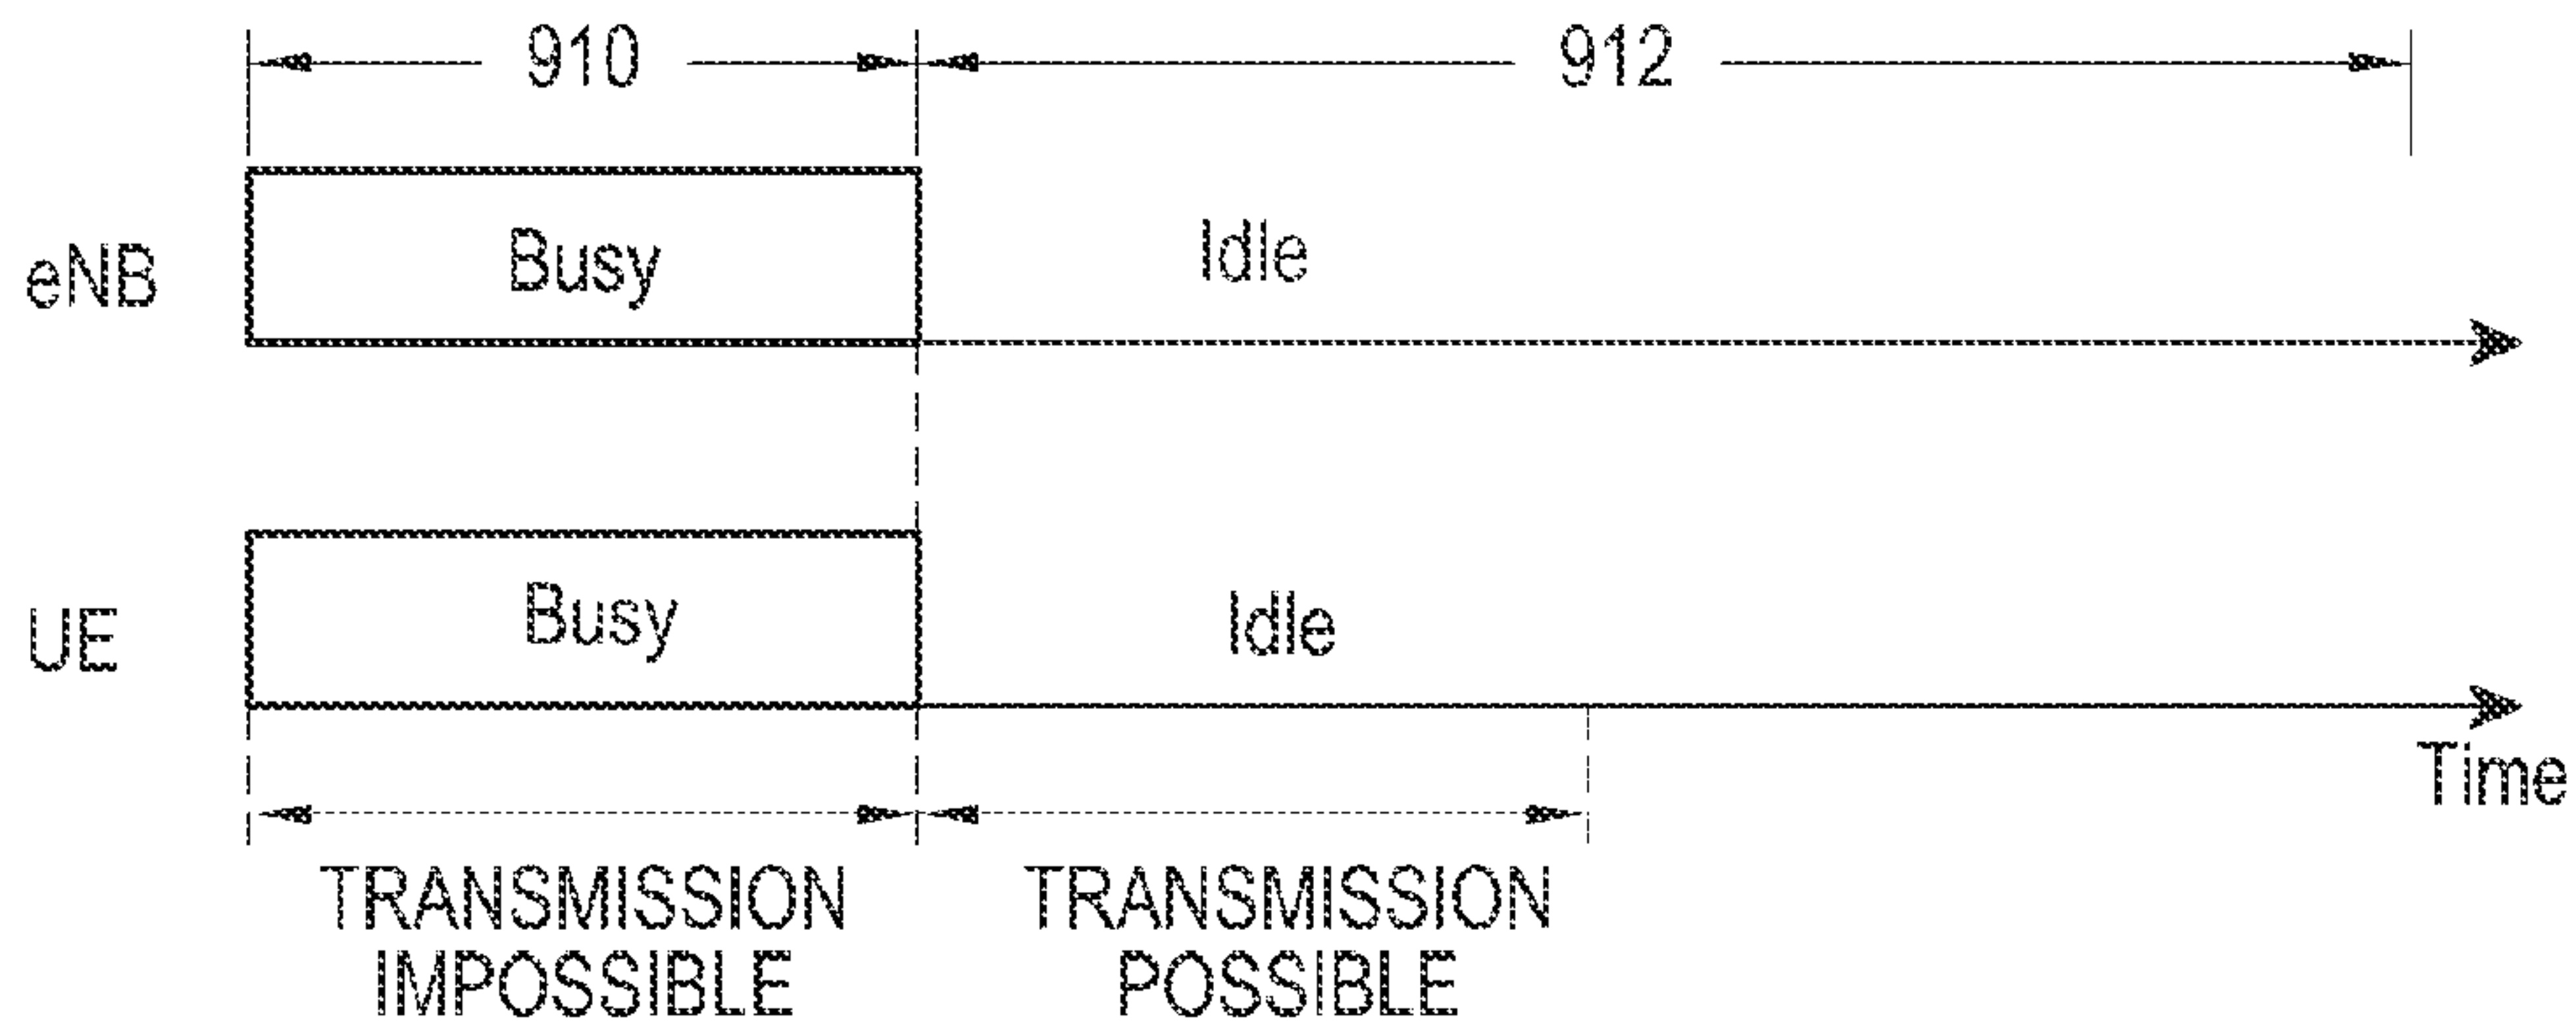 910 912
eNB Busy Idle
UE Busy Idle
Time
TRANSMISSION TRANSMISSION
IMPOSSIBLE POSSIBLE